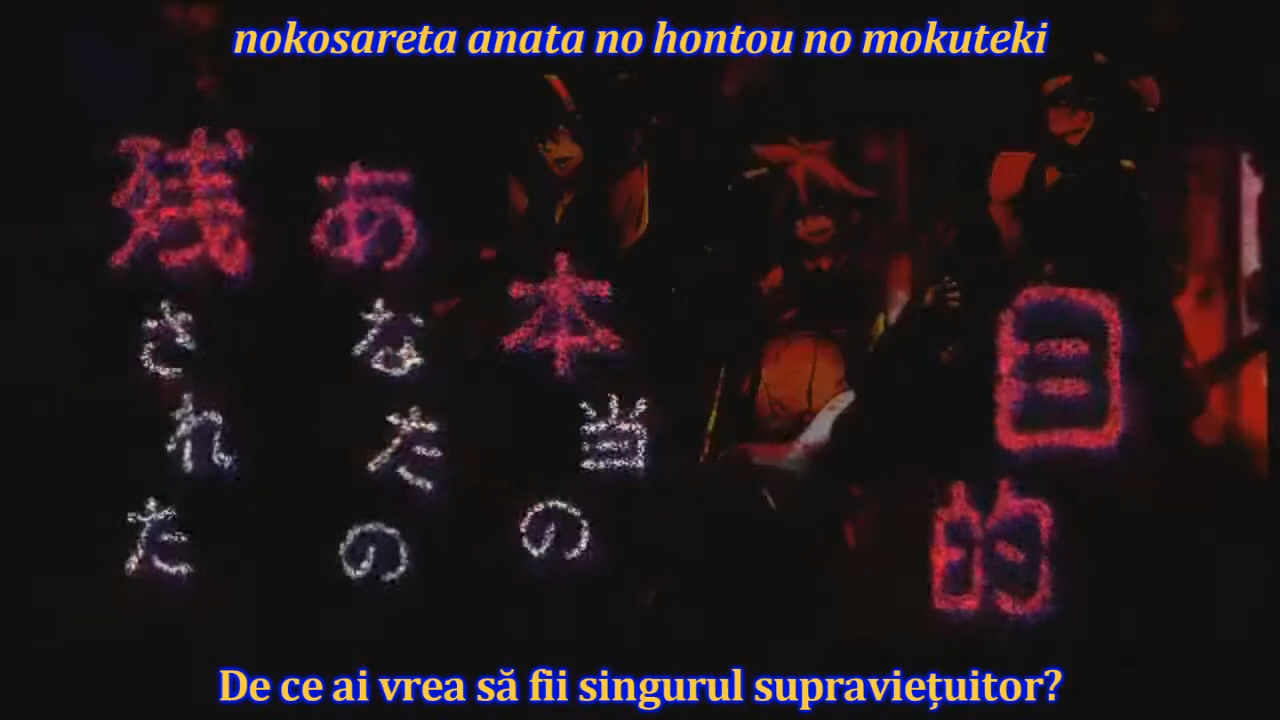 nokosareta anata no hontou no mokuteki
残された
あなたの
本当の
目的
De ce ai vrea să fii singurul supraviețuitor?